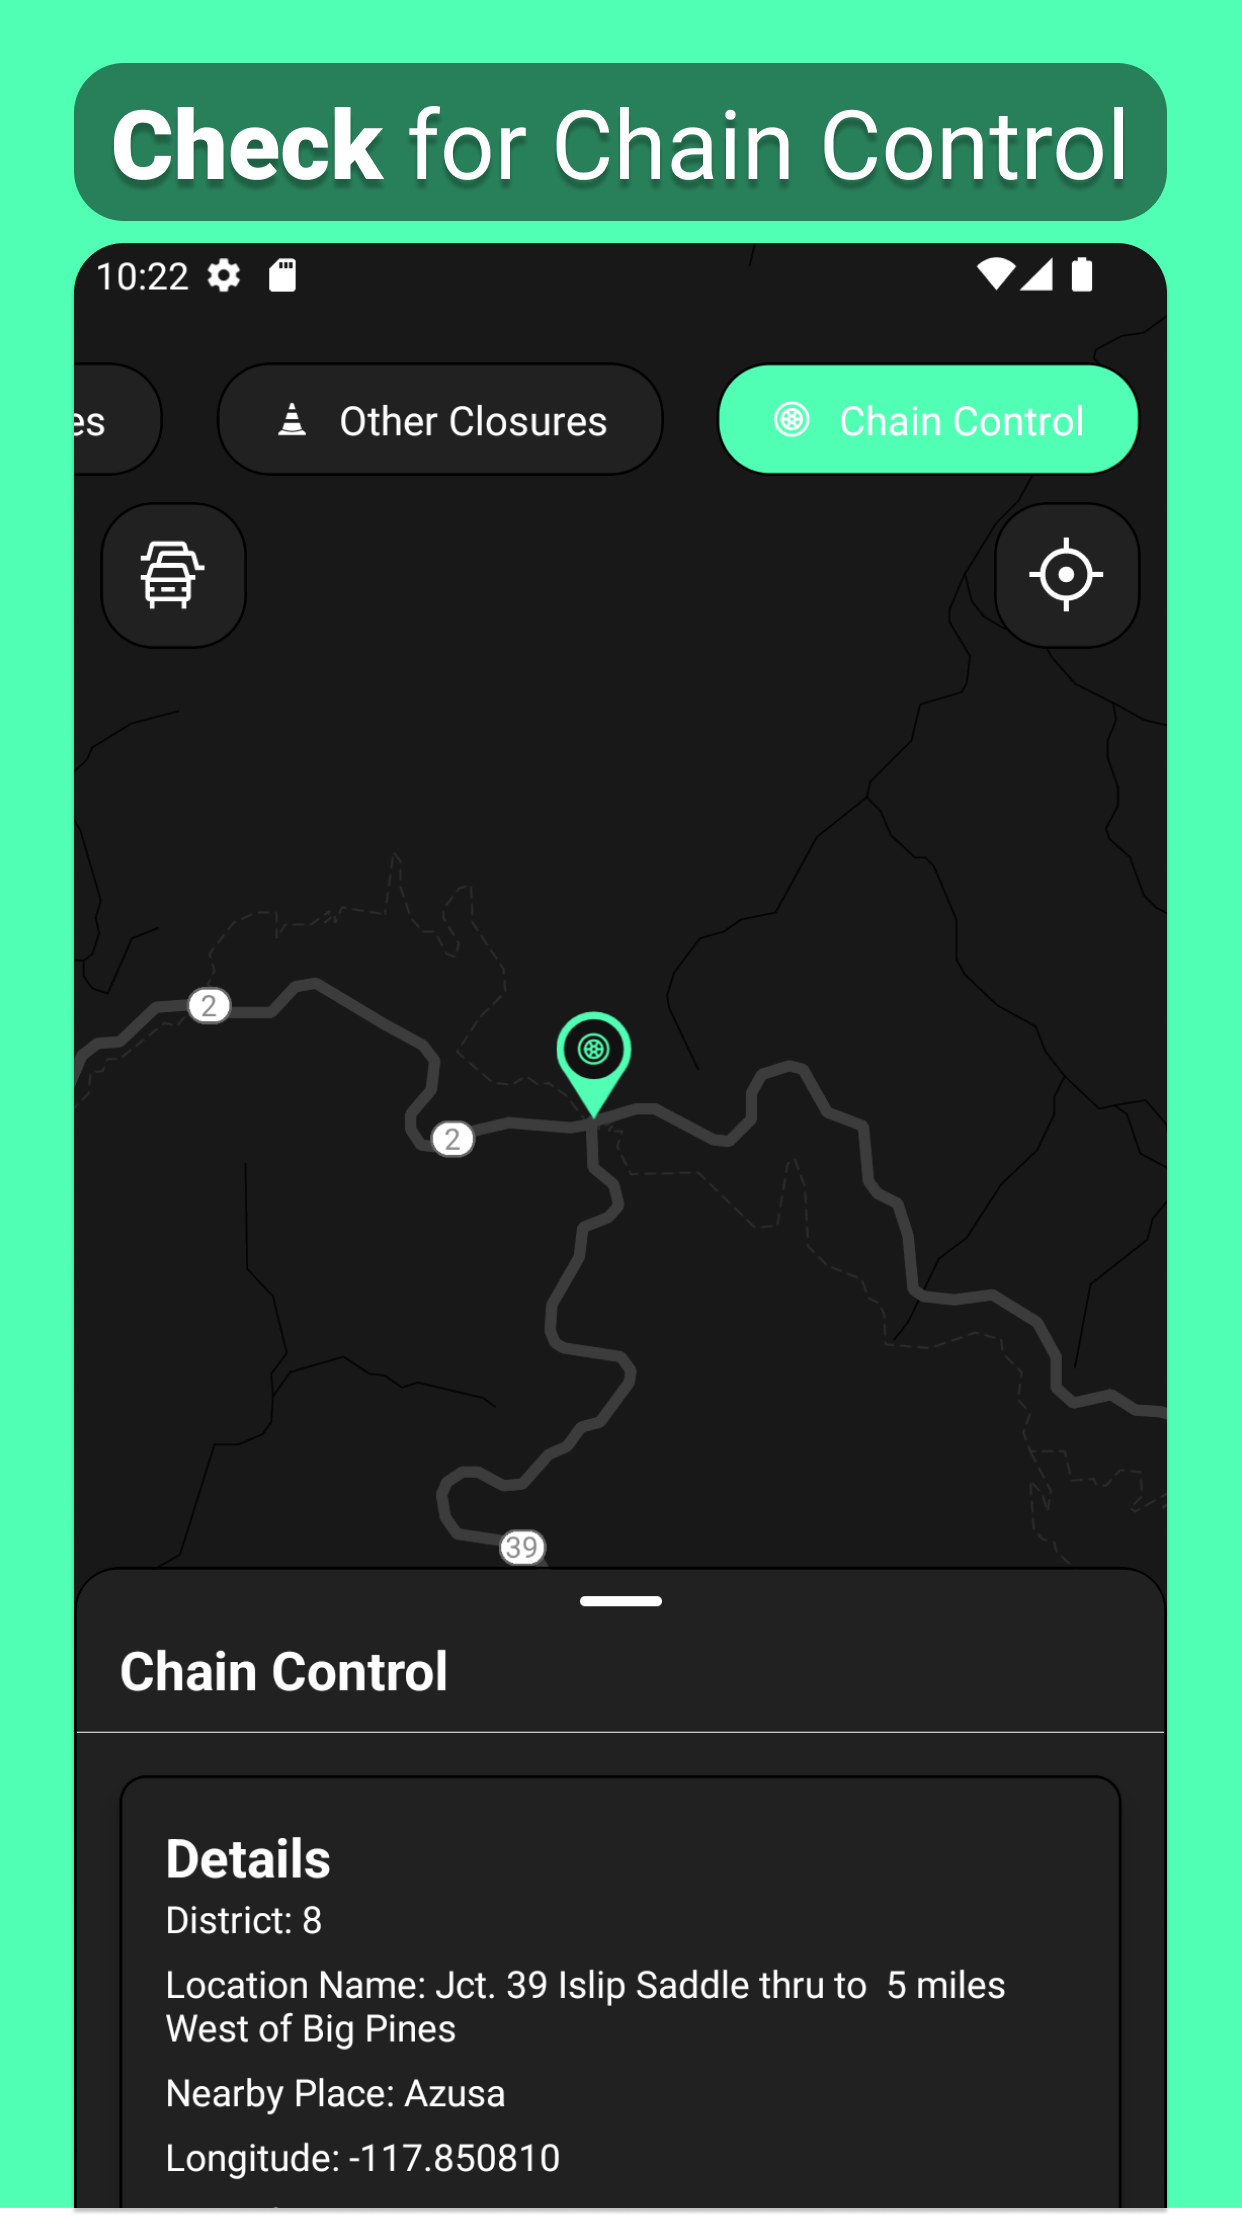 Check for Chain Control
10:22
es
Other Closures
Chain Control
2
2
39
Chain Control
Details
District: 8
Location Name: Jct. 39 Islip Saddle thru to  5 miles
West of Big Pines
Nearby Place: Azusa
Longitude: -117.850810